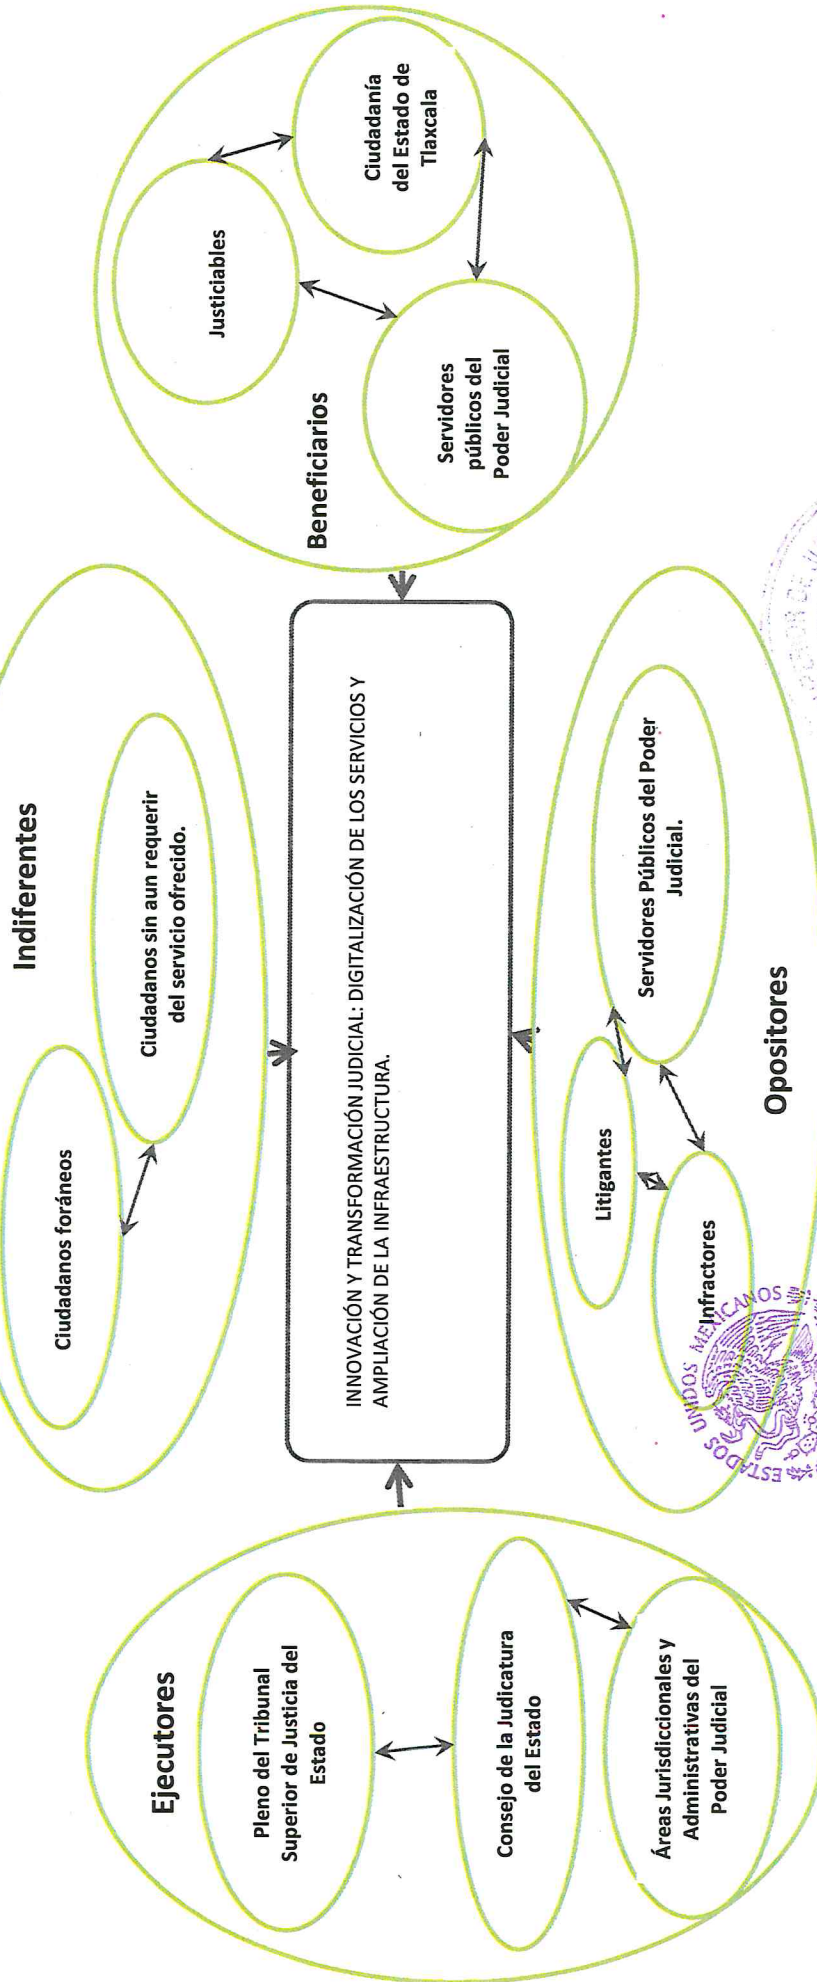 Indiferentes
Ciudadanos foráneos
Ciudadanos sin aun requerir
del servicio ofrecido.
Ejecutores
Pleno del Tribunal
Superior de Justicia del
Estado
Consejo de la Judicatura
del Estado
Áreas Jurisdiccionales y
Administrativas del
Poder Judicial
INNOVACIÓN Y TRANSFORMACIÓN JUDICIAL: DIGITALIZACIÓN DE LOS SERVICIOS Y
AMPLIACIÓN DE LA INFRAESTRUCTURA.
Beneficiarios
Justiciables
Ciudadanía
del Estado de
Tlaxcala
Servidores
públicos del
Poder Judicial
Litigantes
Infractores
Servidores Públicos del Poder
Judicial.
Opositores
ESTADOS UNIDOS MEXICANOS